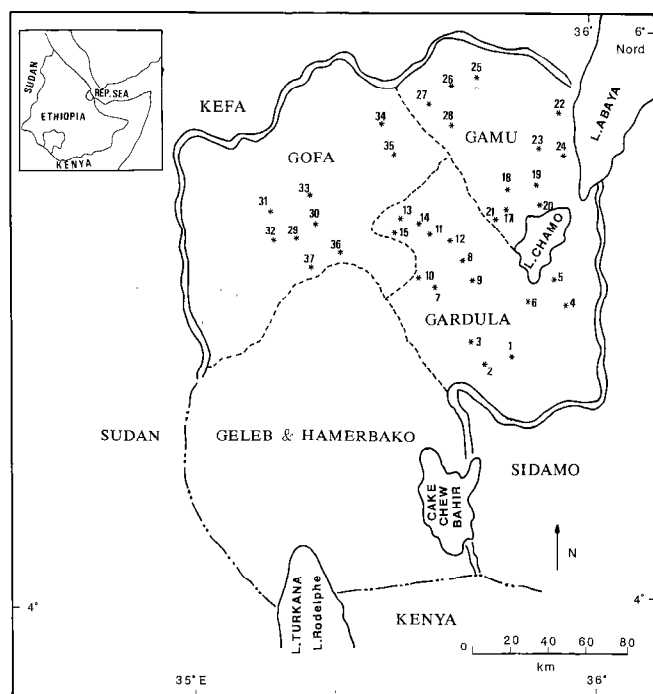 36°
6°
Nord
SUDAN
REP. SEA
ETHIOPIA
KENYA
KEFA
GOFA
GAMU
L. ABAYA
25
26
27
28
22
34
23
24
35
18
19
33
20
31
13
14
21
17
30
15
11
12
32
29
36
8
37
10
9
5
7
6
4
L. CHAMO
GARDULA
3
1
2
SUDAN
GELEB & HAMERBAKO
SIDAMO
CAKE
CHEW
BAHIR
N
4°
4°
L. TURKANA
L. Rodelphe
KENYA
0 20 40 60 80
km
35° E
36°